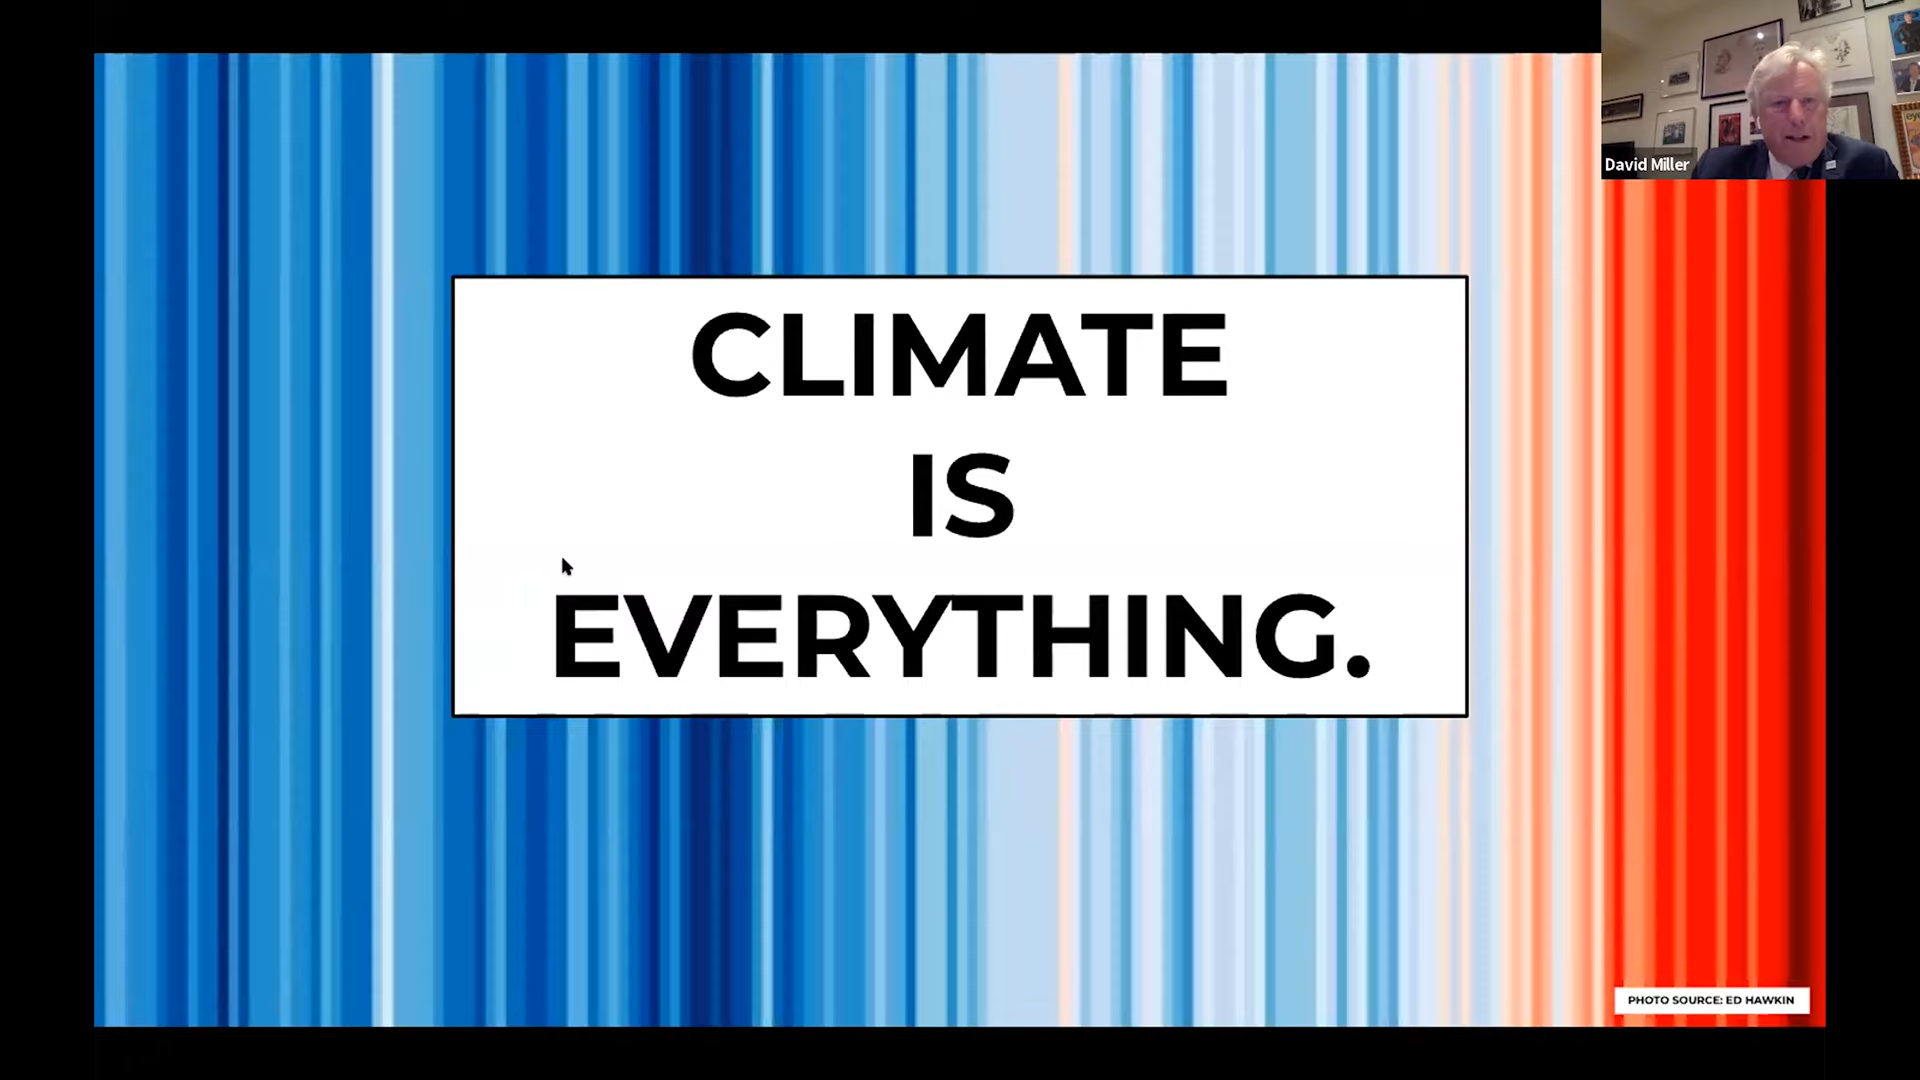 David Miller
CLIMATE
IS
EVERYTHING.
PHOTO SOURCE: ED HAWKIN